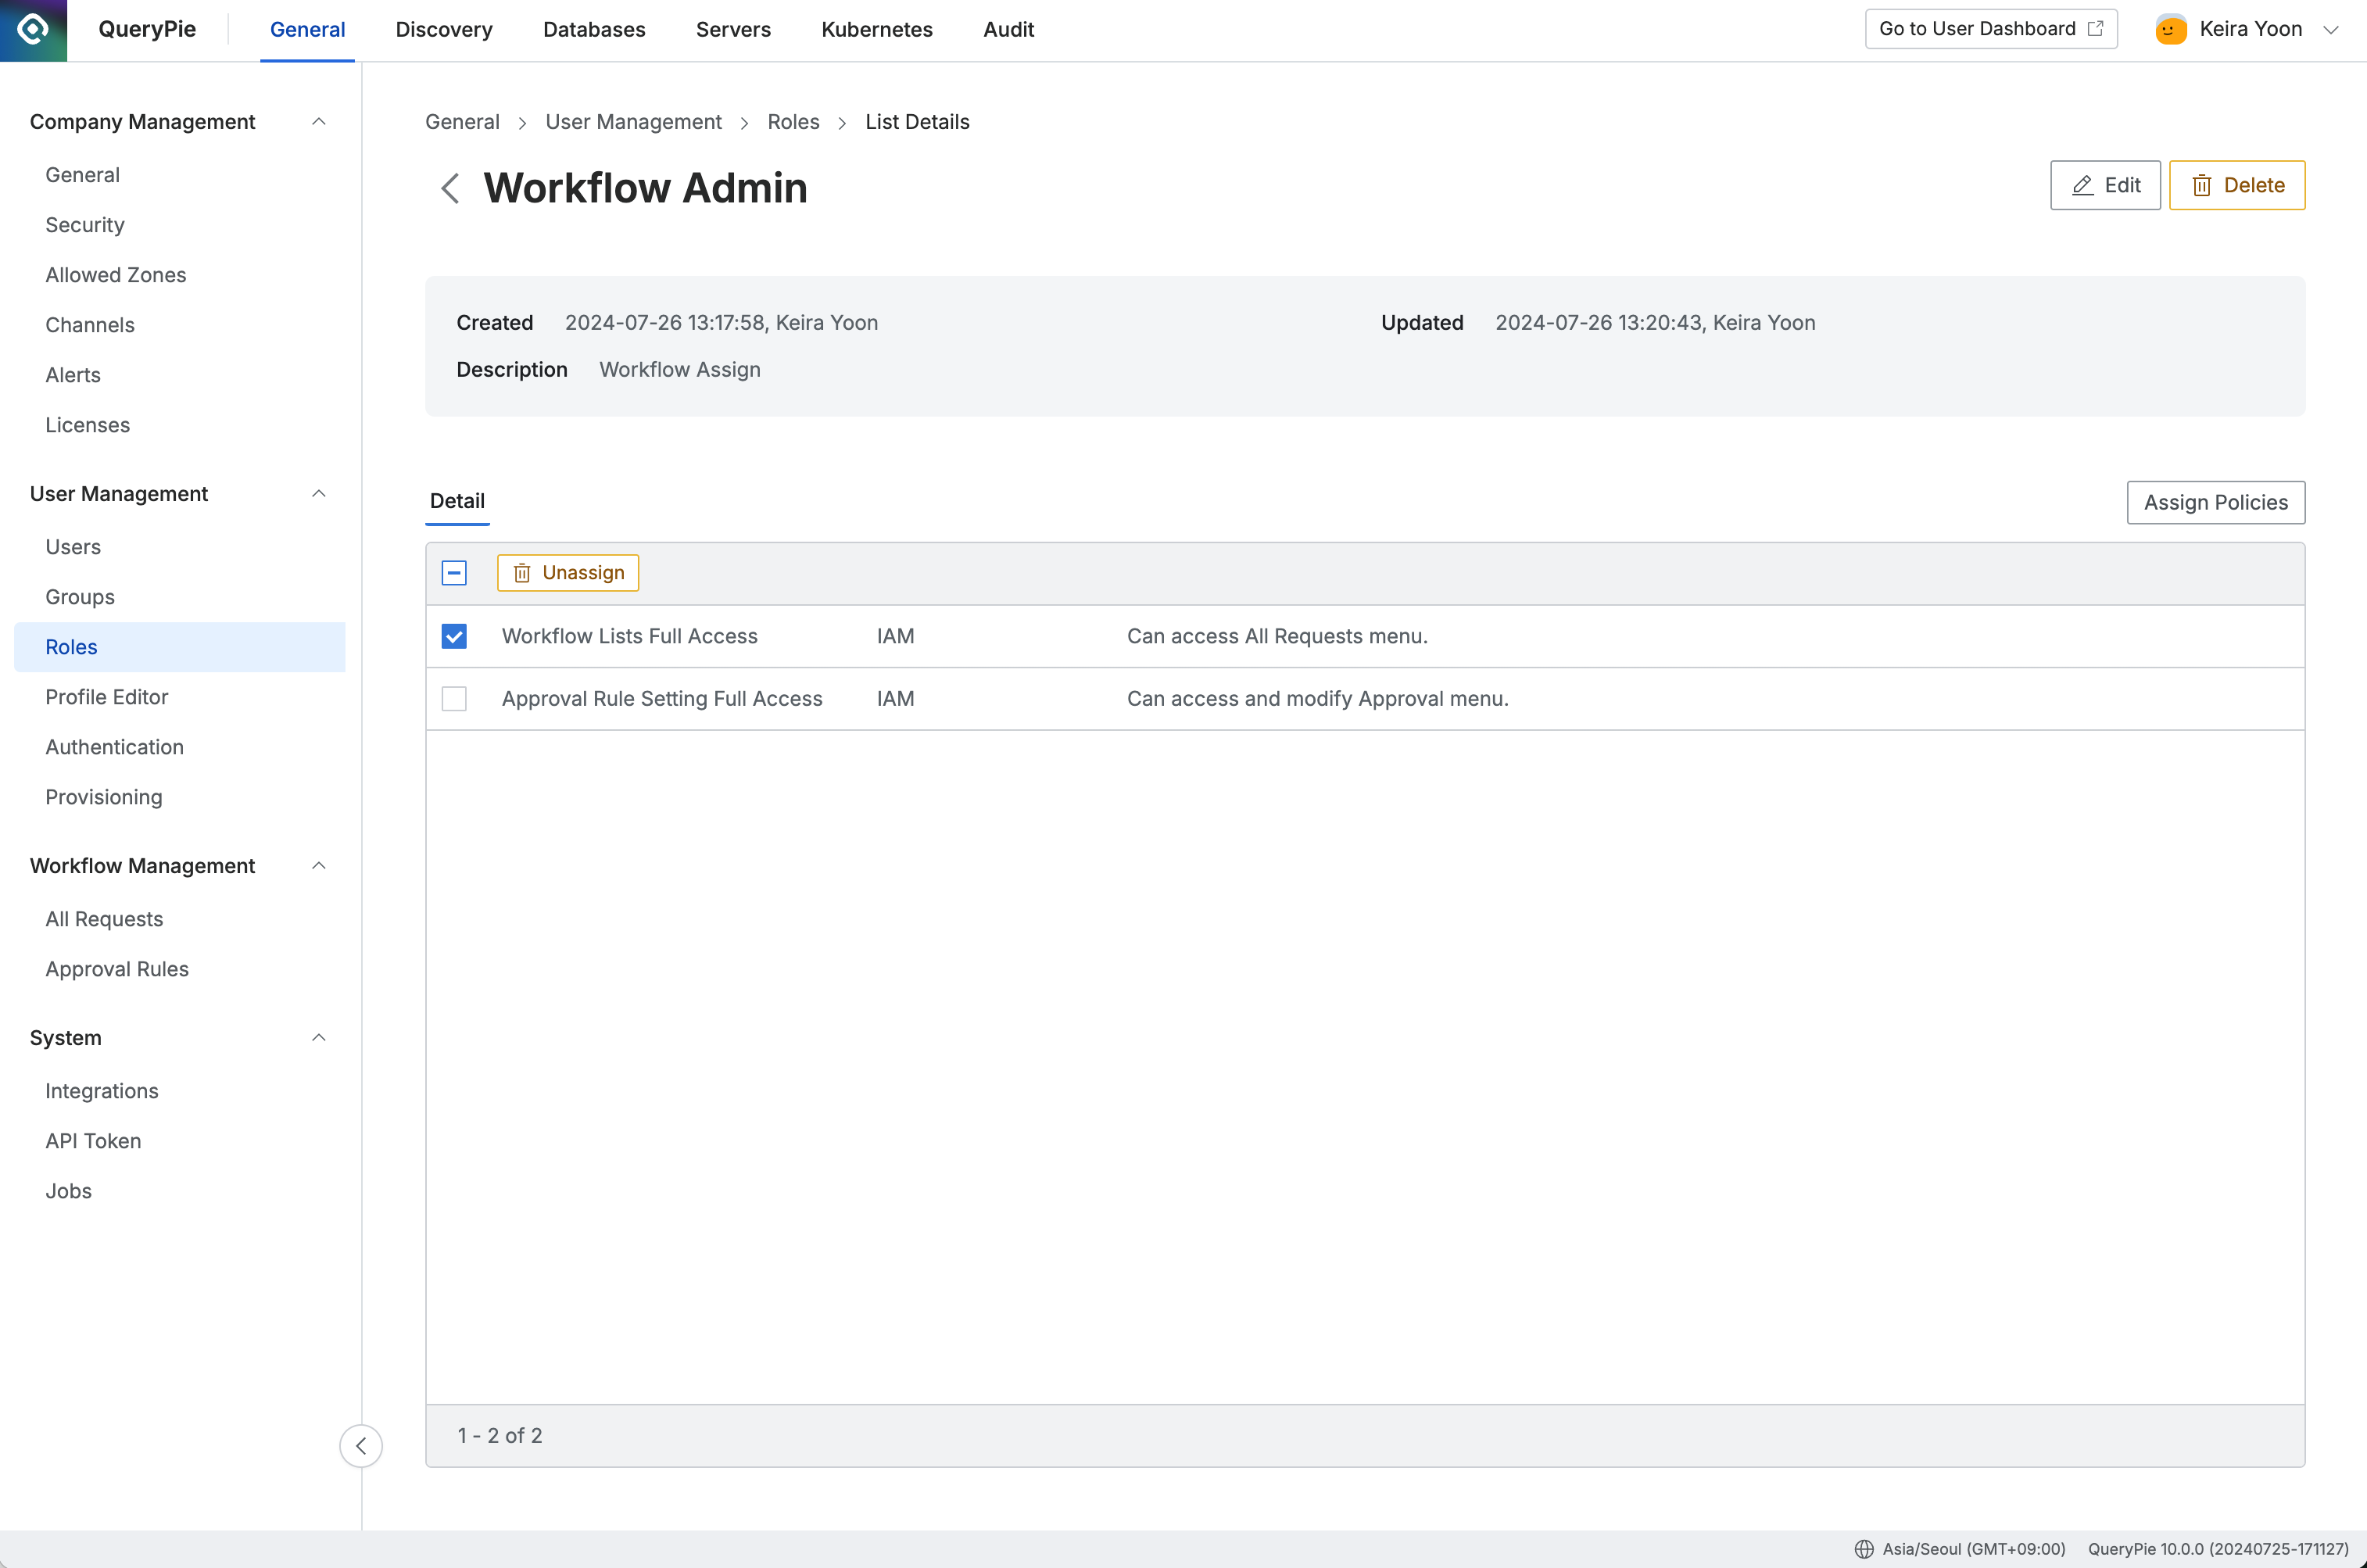 QueryPie
General
Discovery
Databases
Servers
Kubernetes
Audit
Go to User Dashboard
Keira Yoon
Company Management
General
Security
Allowed Zones
Channels
Alerts
Licenses
User Management
Users
Groups
Roles
Profile Editor
Authentication
Provisioning
Workflow Management
All Requests
Approval Rules
System
Integrations
API Token
Jobs
General > User Management > Roles > List Details
Workflow Admin
Edit
Delete
Created 2024-07-26 13:17:58, Keira Yoon
Updated 2024-07-26 13:20:43, Keira Yoon
Description Workflow Assign
Detail
Assign Policies
Unassign
Workflow Lists Full Access IAM Can access All Requests menu.
Approval Rule Setting Full Access IAM Can access and modify Approval menu.
1 - 2 of 2
Asia/Seoul (GMT+09:00) QueryPie 10.0.0 (20240725-171127)